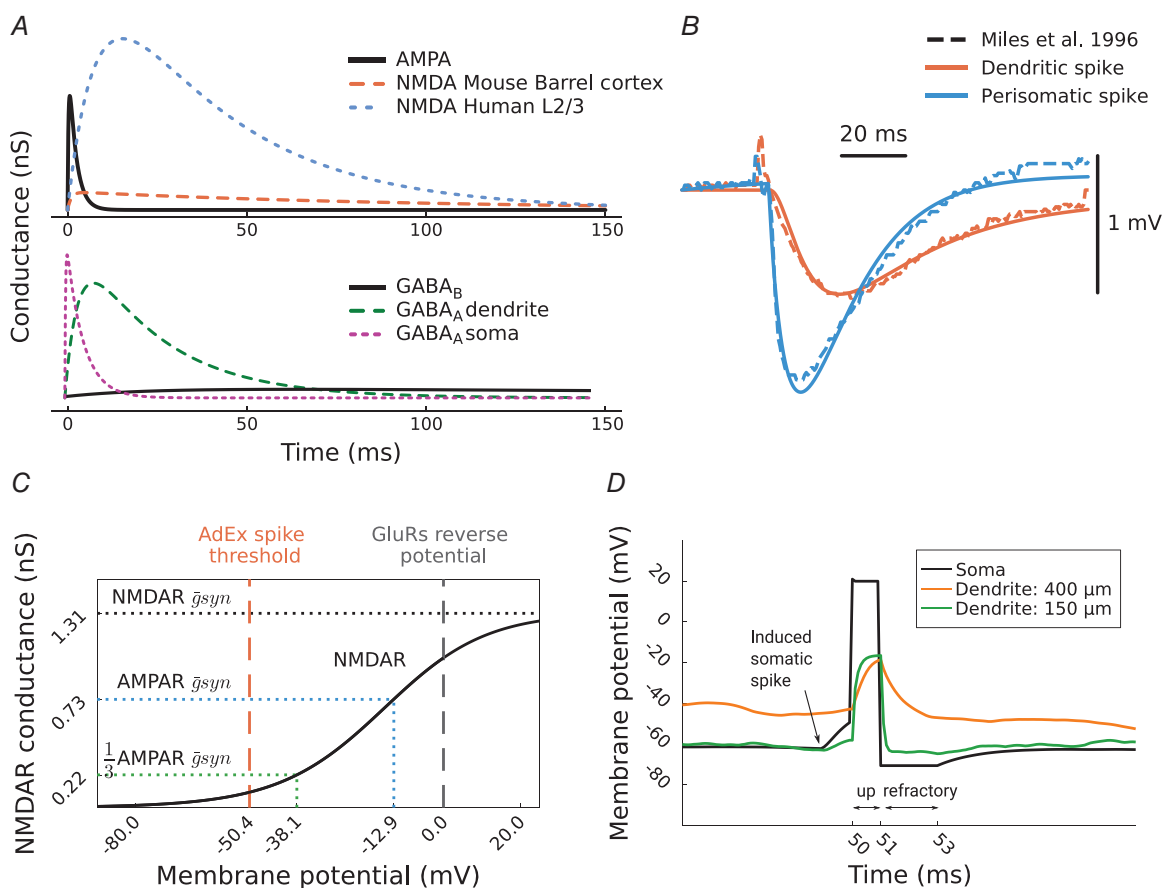 A
AMPA
NMDA Mouse Barrel cortex
NMDA Human L2/3
0
50
100
150
GABA_B
GABA_A dendrite
GABA_A soma
0
50
100
150
Conductance (nS)
Time (ms)
B
Miles et al. 1996
Dendritic spike
Perisomatic spike
20 ms
1 mV
C
AdEx spike
threshold
GluRs reverse
potential
NMDAR ḡsyn
NMDAR
AMPAR ḡsyn
1/3 AMPAR ḡsyn
1.31
0.73
0.22
-80.0
-50.4
-38.1
-12.9
0.0
20.0
NMDAR conductance (nS)
Membrane potential (mV)
D
Soma
Dendrite: 400 μm
Dendrite: 150 μm
Induced
somatic
spike
up
refractory
20
0
-20
-40
-60
-80
50
51
53
Membrane potential (mV)
Time (ms)